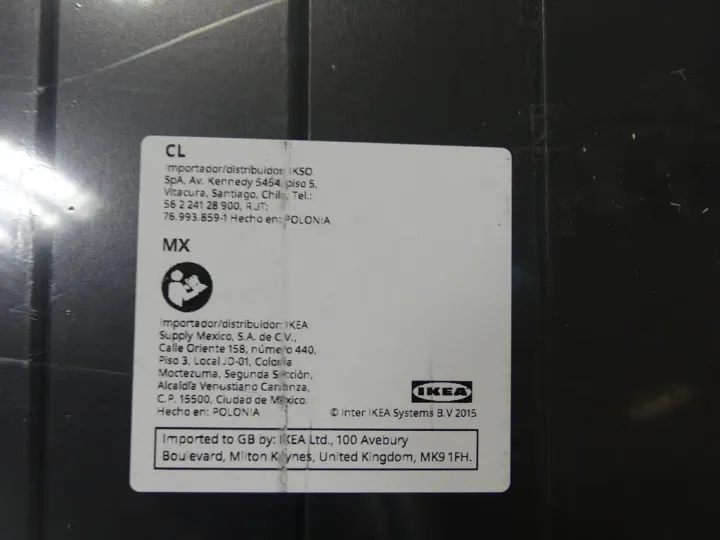 CL
Importador/distribuidor: IKSO
SpA, Av. Kennedy 5454, piso 5,
Vitacura, Santiago, Chile, Tel.:
56 2 241 28 900, RUT:
76.993.859-1 Hecho en: POLONIA
MX
Importador/distribuidor: IKEA
Supply Mexico, S.A. de C.V.,
Calle Oriente 158, número 440,
Piso 3, Local JD-01, Colonia
Moctezuma, Segunda Sección,
Alcaldía Venustiano Carranza,
C.P. 15500, Ciudad de México.
Hecho en: POLONIA
IKEA
© Inter IKEA Systems B.V 2015
Imported to GB by: IKEA Ltd., 100 Avebury
Boulevard, Milton Keynes, United Kingdom, MK9 1FH.